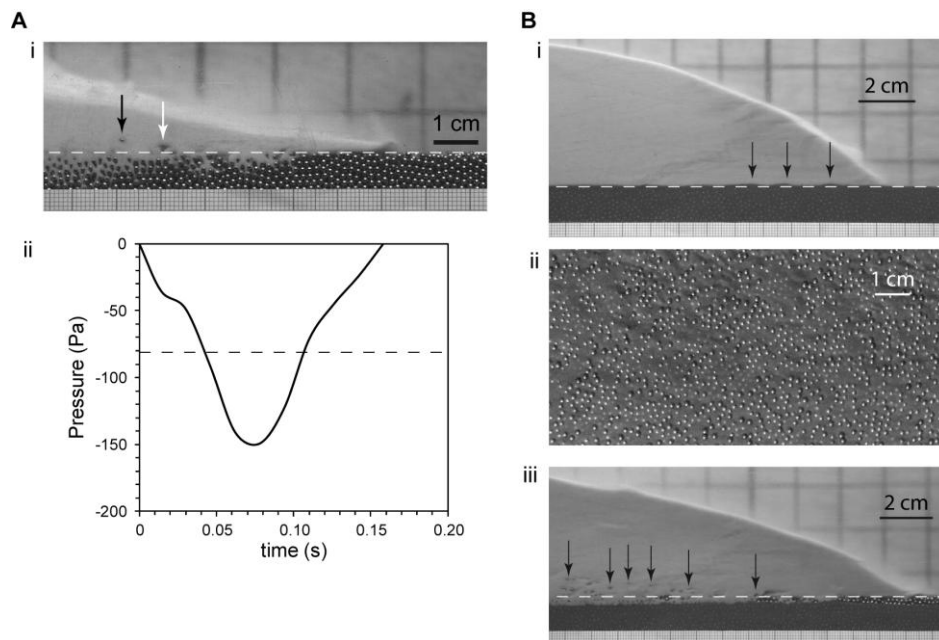 A
i
1 cm
ii
0
-50
-100
-150
-200
Pressure (Pa)
0
0.05
0.10
0.15
0.20
time (s)
B
i
2 cm
ii
1 cm
iii
2 cm